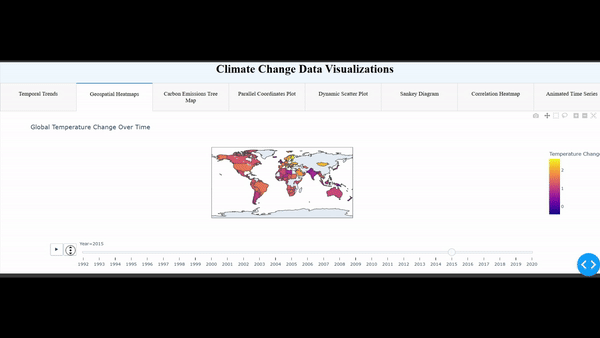 Climate Change Data Visualizations
Temporal Trends
Geospatial Heatmaps
Carbon Emissions Tree
Map
Parallel Coordinates Plot
Dynamic Scatter Plot
Sankey Diagram
Correlation Heatmap
Animated Time Series
Global Temperature Change Over Time
Temperature Chang
2
1
0
Year=2015
1992 1993 1994 1995 1996 1997 1998 1999 2000 2001 2002 2003 2004 2005 2006 2007 2008 2009 2010 2011 2012 2013 2014 2015 2016 2017 2018 2019 2020